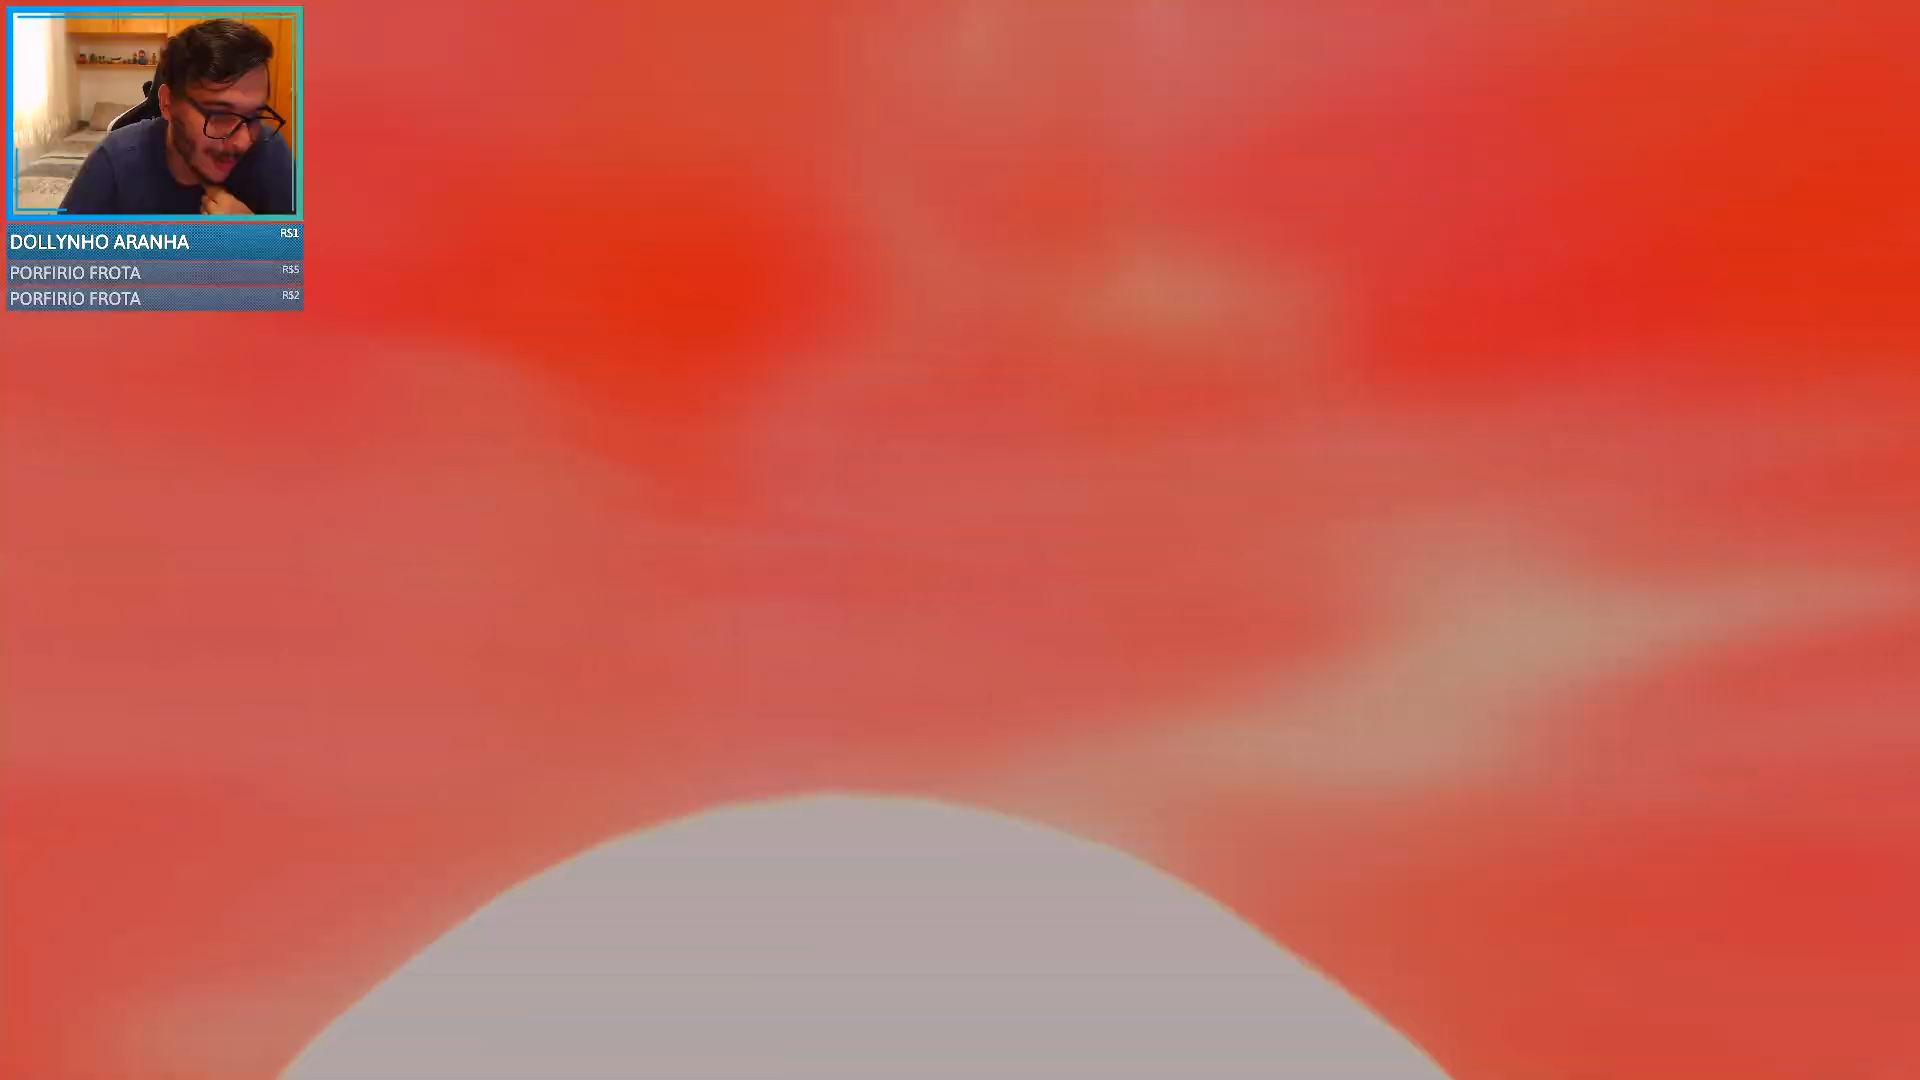 DOLLYNHO ARANHA R$1
PORFIRIO FROTA R$5
PORFIRIO FROTA R$2